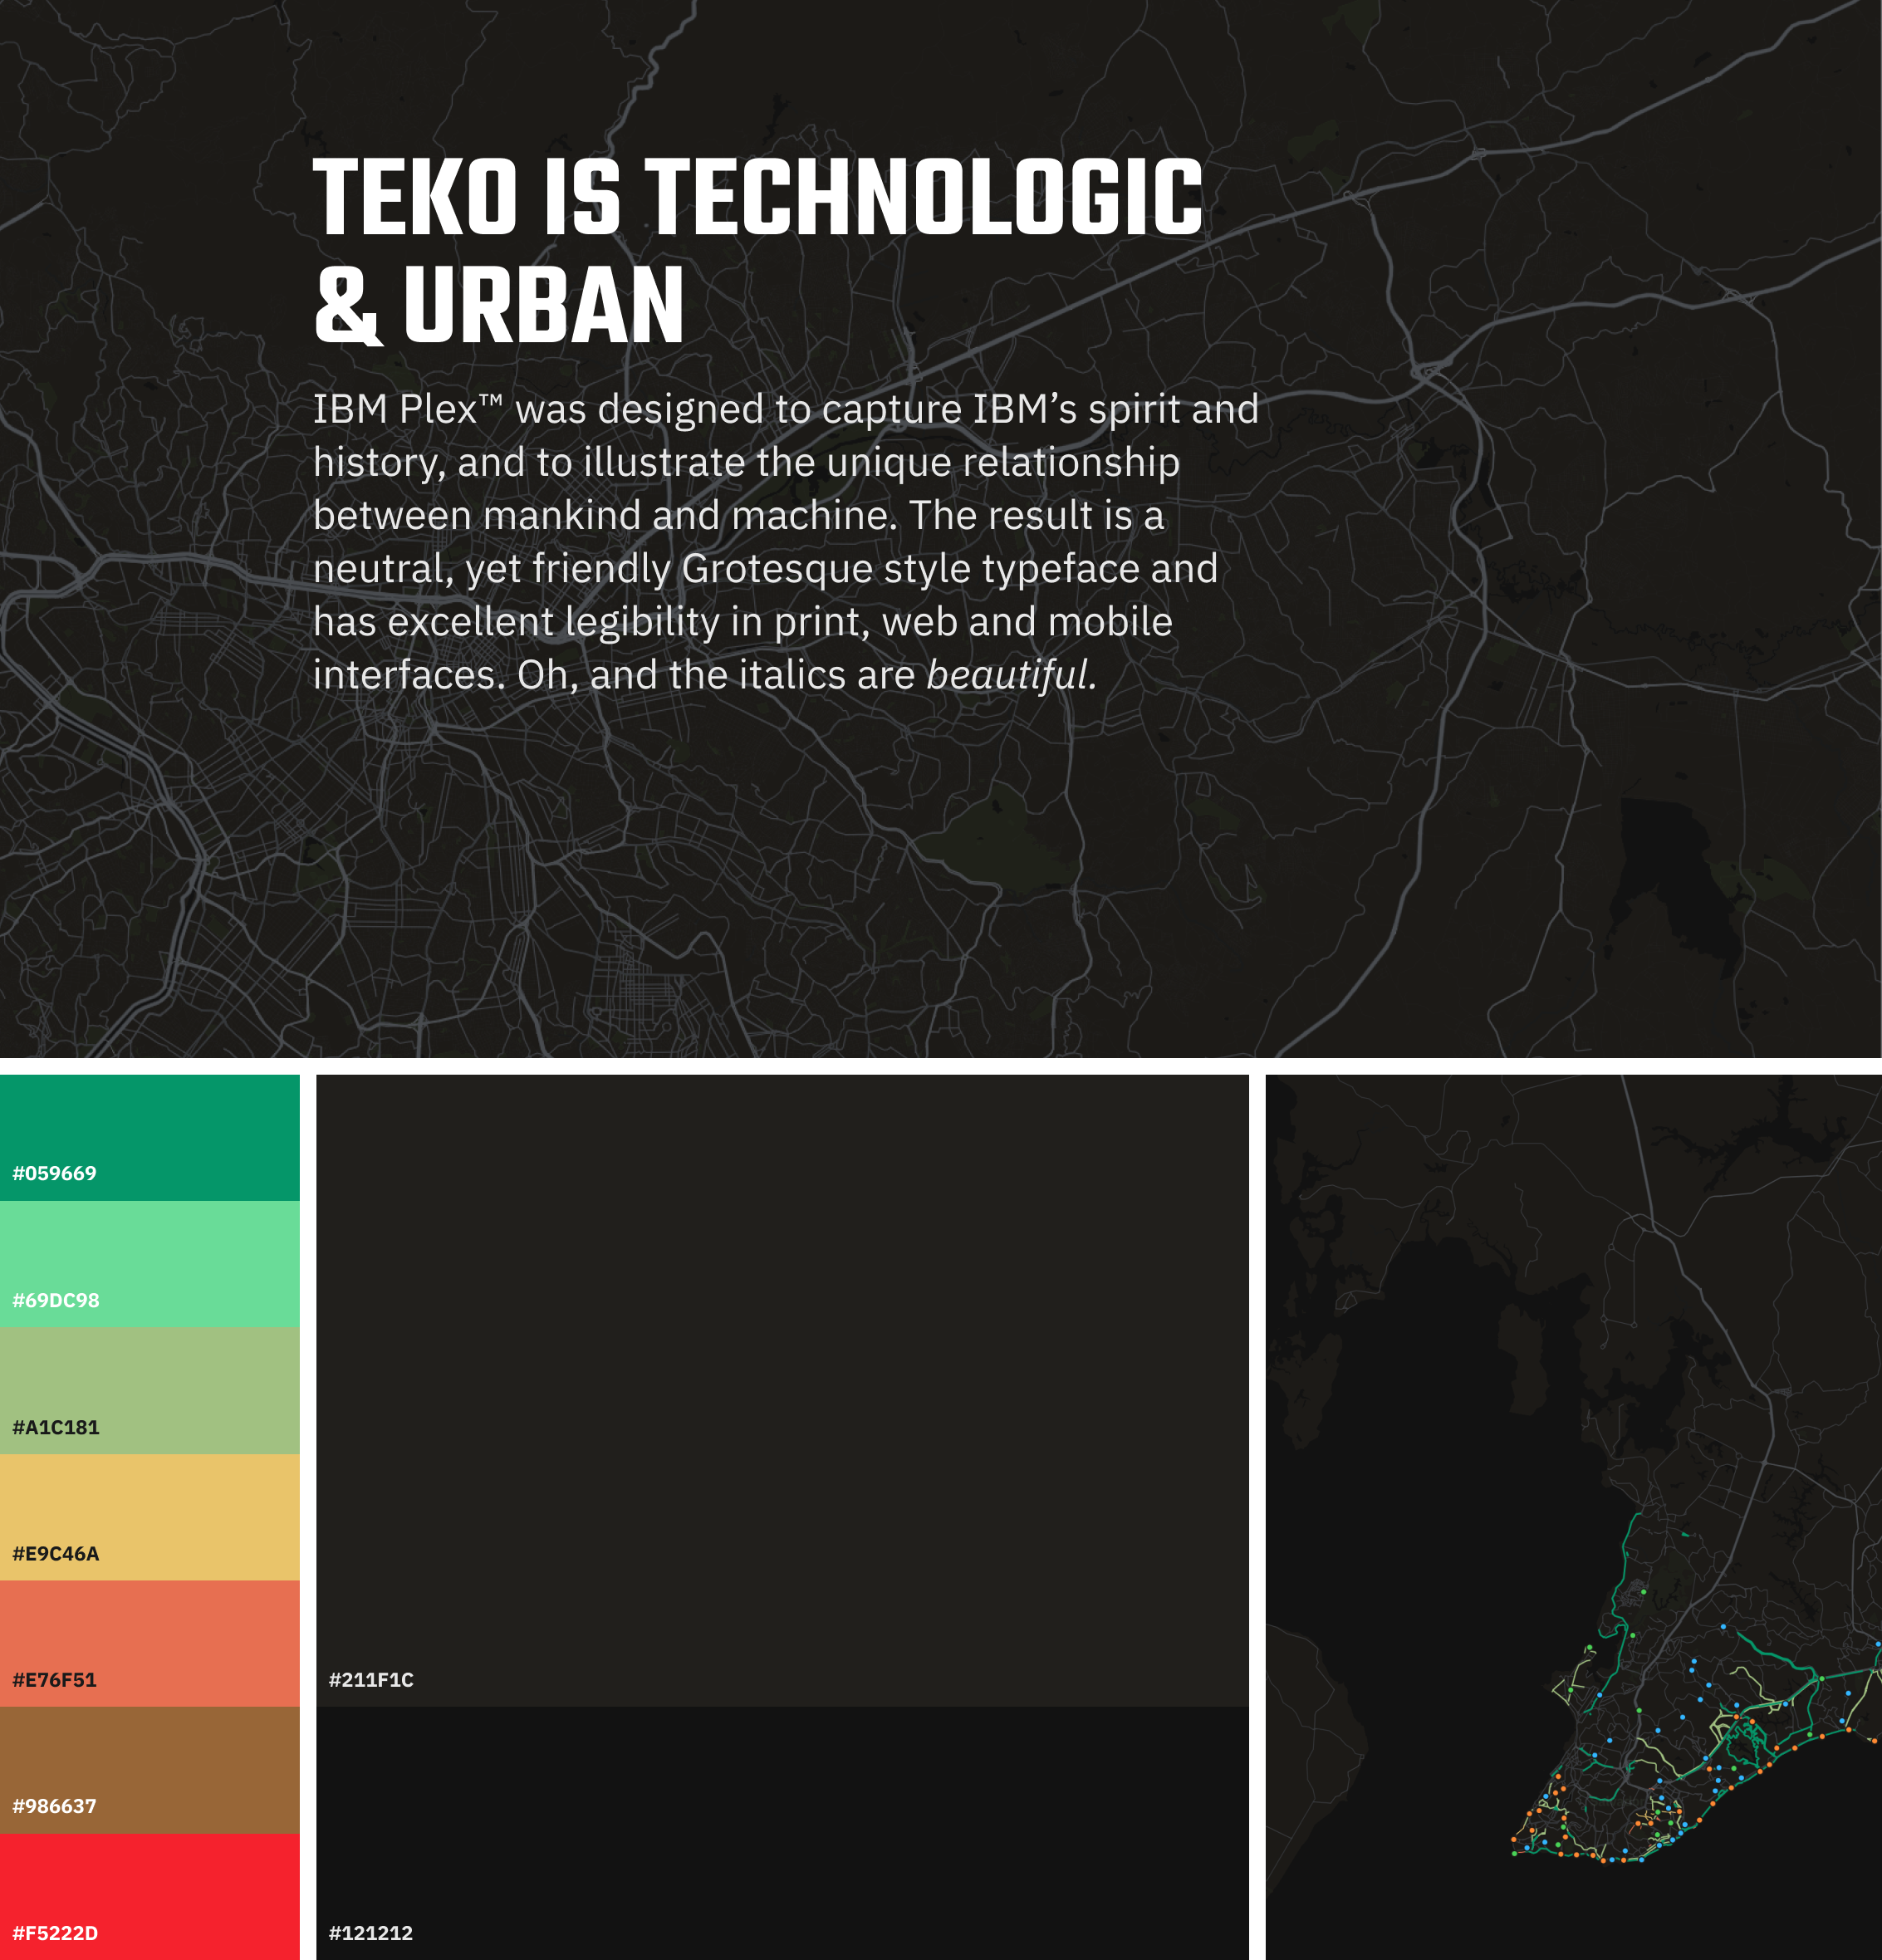 TEKO IS TECHNOLOGIC
& URBAN
IBM Plex™ was designed to capture IBM’s spirit and
history, and to illustrate the unique relationship
between mankind and machine. The result is a
neutral, yet friendly Grotesque style typeface and
has excellent legibility in print, web and mobile
interfaces. Oh, and the italics are beautiful.
#059669
#69DC98
#A1C181
#E9C46A
#E76F51
#986637
#F5222D
#211F1C
#121212